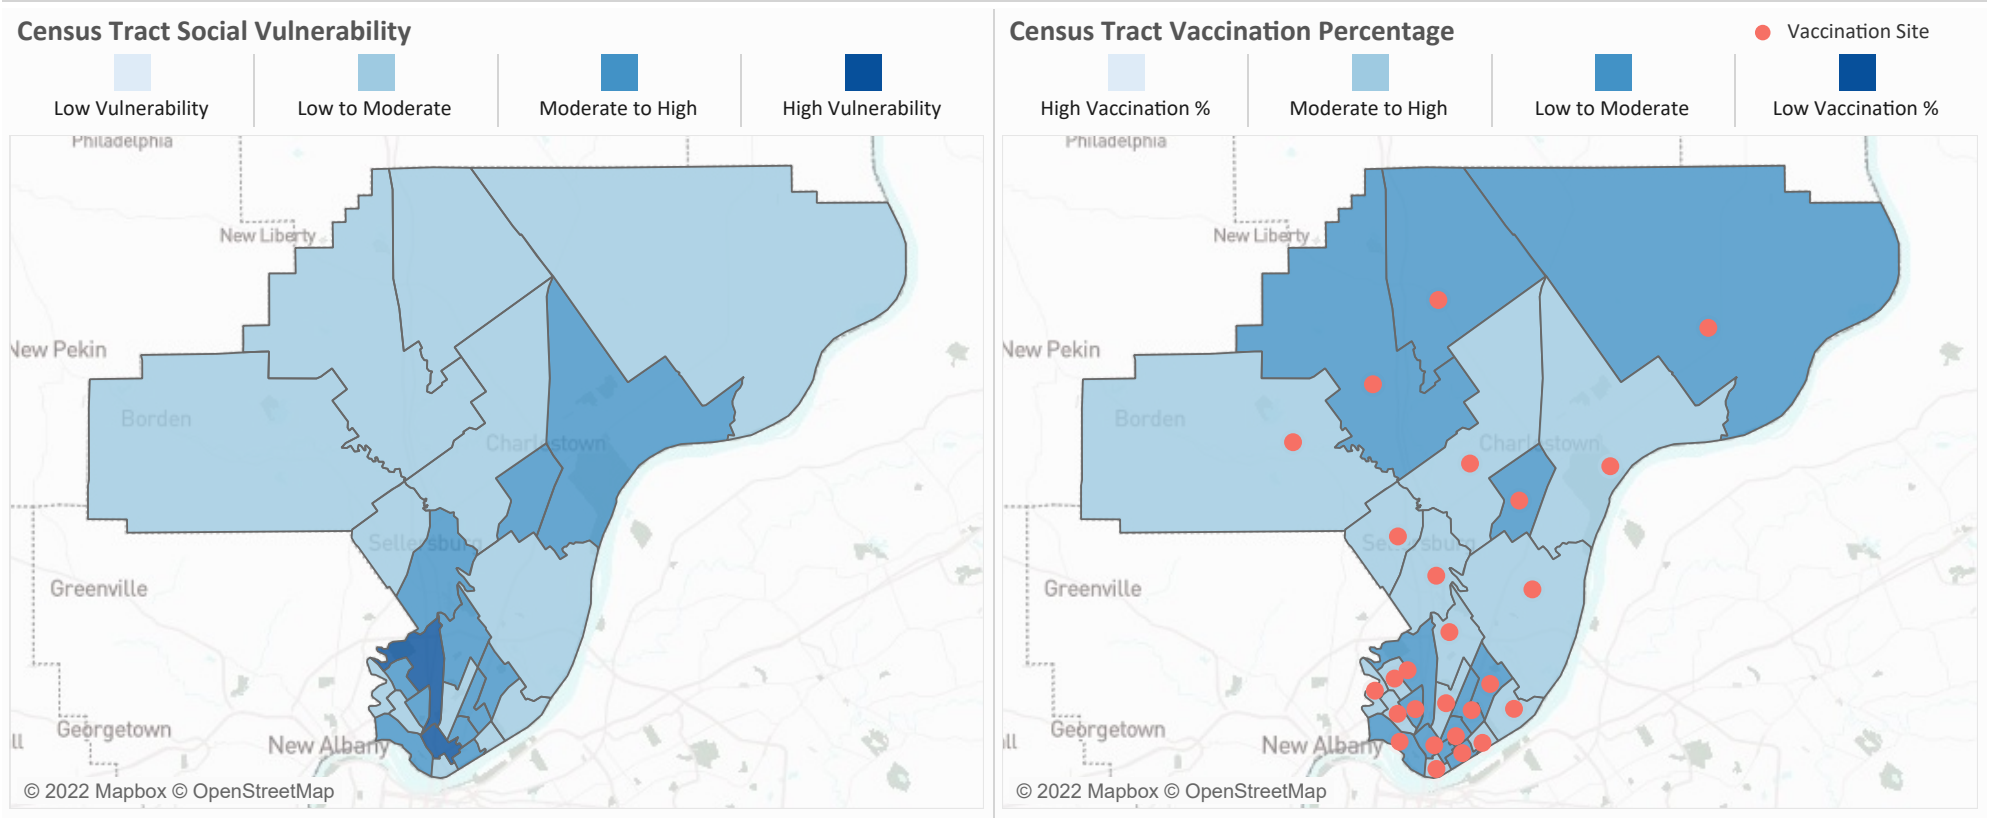 Census Tract Social Vulnerability
Low Vulnerability
Low to Moderate
Moderate to High
High Vulnerability
Philadelphia
New Liberty
New Pekin
Borden
Charlestown
Sellersburg
Greenville
Georgetown
ll
New Albany
© 2022 Mapbox © OpenStreetMap
Census Tract Vaccination Percentage
Vaccination Site
High Vaccination %
Moderate to High
Low to Moderate
Low Vaccination %
Philadelphia
New Liberty
New Pekin
Borden
Charlestown
Sellersburg
Greenville
Georgetown
ll
New Albany
© 2022 Mapbox © OpenStreetMap